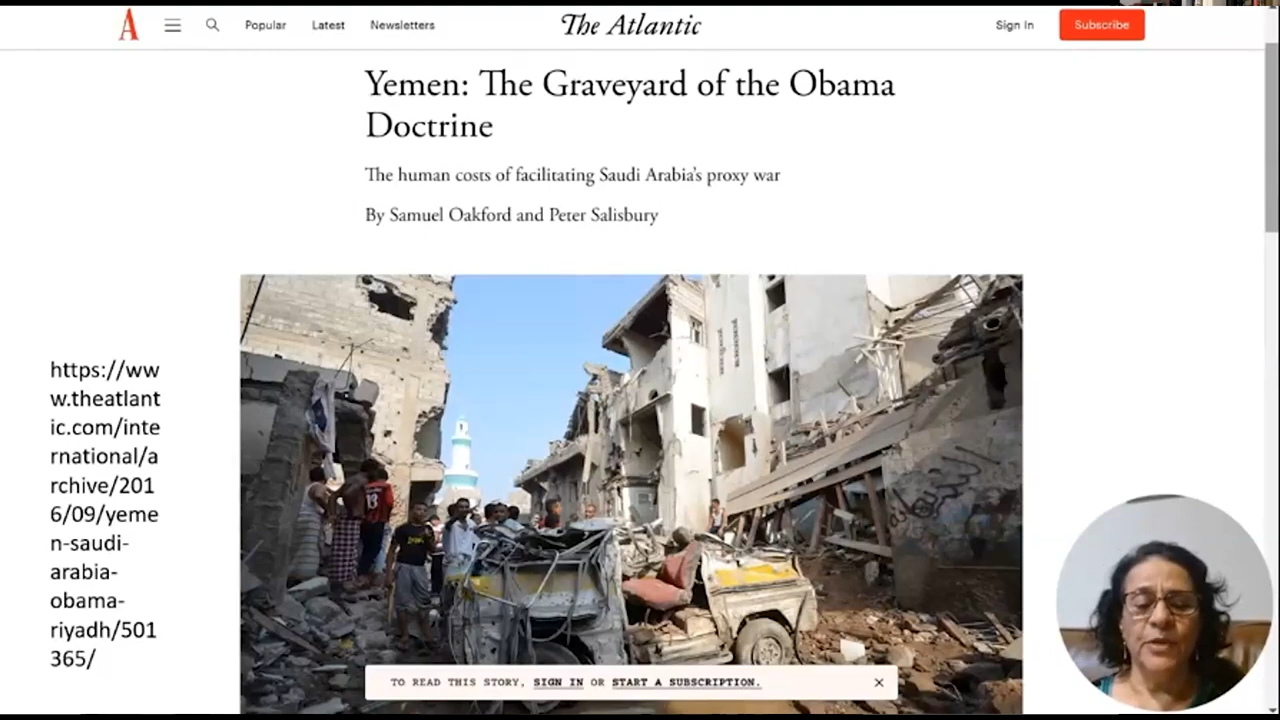 A
Popular
Latest
Newsletters
The Atlantic
Sign In
Subscribe
Yemen: The Graveyard of the Obama
Doctrine
The human costs of facilitating Saudi Arabia's proxy war
By Samuel Oakford and Peter Salisbury
https://ww
w.theatlant
ic.com/inte
rnational/a
rchive/201
6/09/yeme
n-saudi-
arabia-
obama-
riyadh/501
365/
13
TO READ THIS STORY, SIGN IN OR START A SUBSCRIPTION.